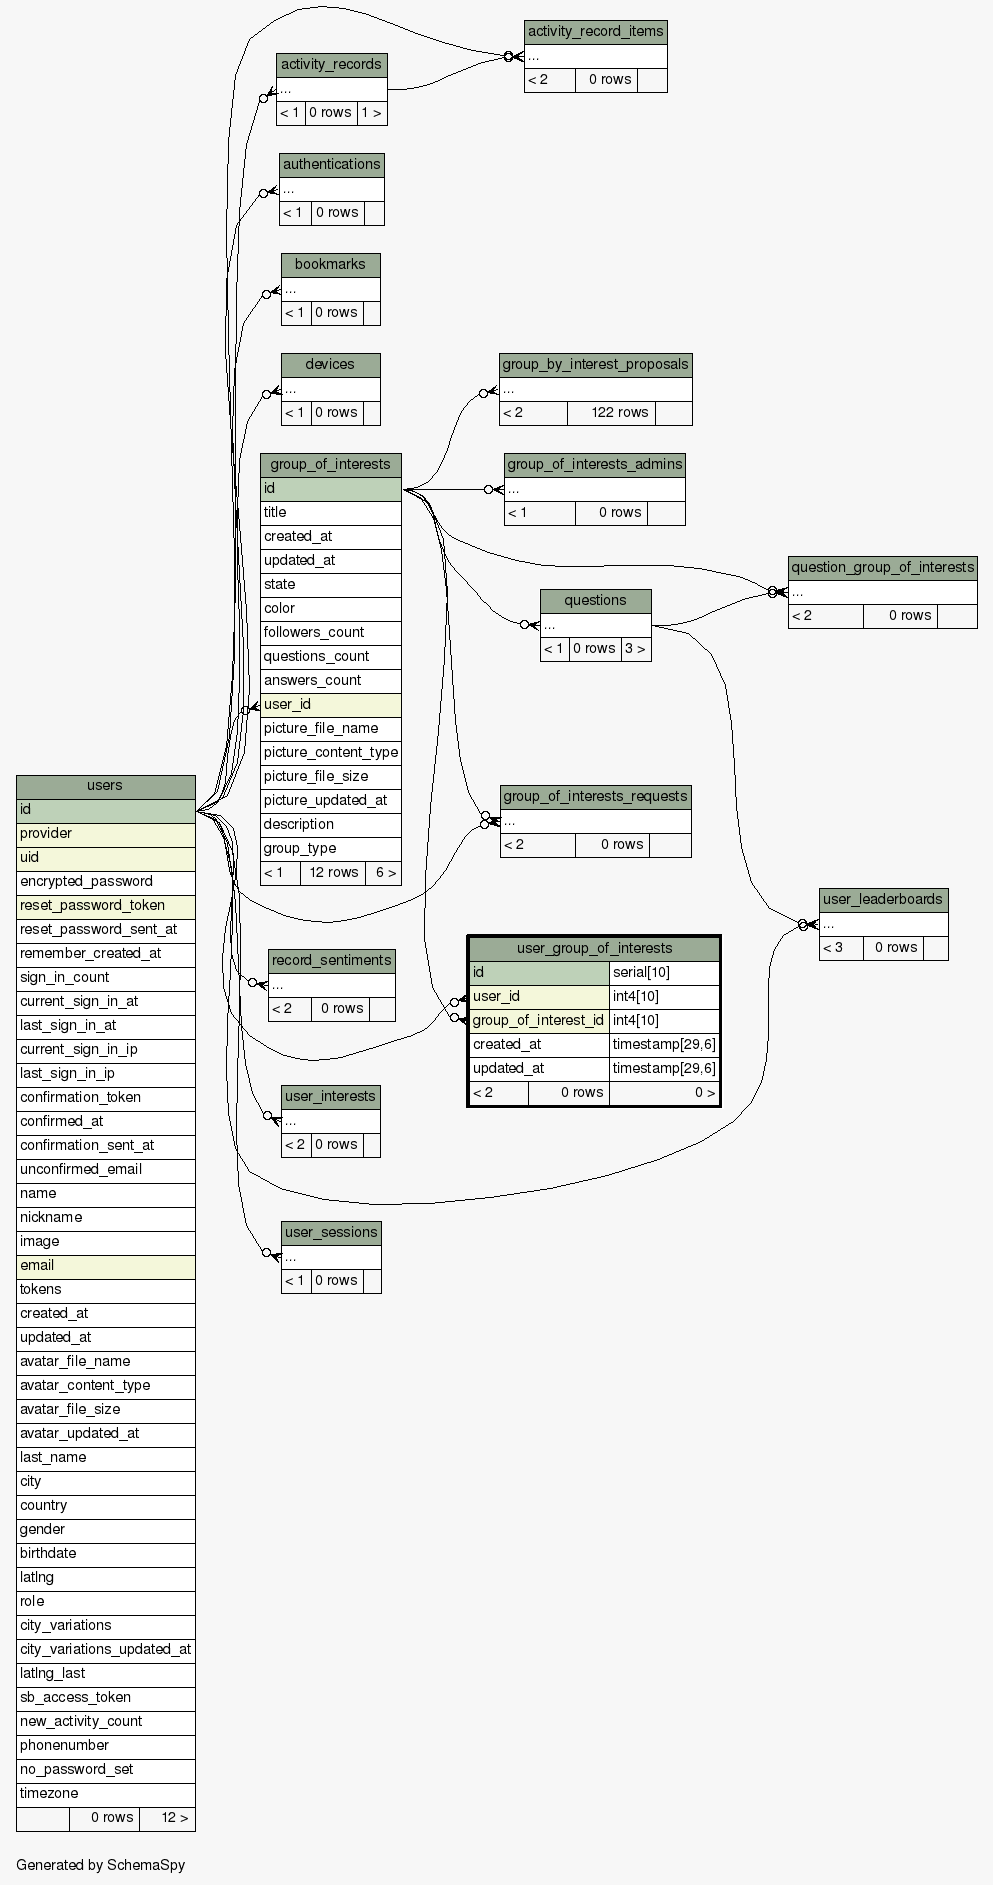 activity_record_items
...
< 2 0 rows
activity_records
...
< 1 0 rows 1 >
authentications
...
< 1 0 rows
bookmarks
...
< 1 0 rows
devices
...
< 1 0 rows
group_by_interest_proposals
...
< 2 122 rows
group_of_interests
id
title
created_at
updated_at
state
color
followers_count
questions_count
answers_count
user_id
picture_file_name
picture_content_type
picture_file_size
picture_updated_at
description
group_type
< 1 12 rows 6 >
group_of_interests_admins
...
< 1 0 rows
question_group_of_interests
...
< 2 0 rows
questions
...
< 1 0 rows 3 >
group_of_interests_requests
...
< 2 0 rows
user_leaderboards
...
< 3 0 rows
users
id
provider
uid
encrypted_password
reset_password_token
reset_password_sent_at
remember_created_at
sign_in_count
current_sign_in_at
last_sign_in_at
current_sign_in_ip
last_sign_in_ip
confirmation_token
confirmed_at
confirmation_sent_at
unconfirmed_email
name
nickname
image
email
tokens
created_at
updated_at
avatar_file_name
avatar_content_type
avatar_file_size
avatar_updated_at
last_name
city
country
gender
birthdate
latlng
role
city_variations
city_variations_updated_at
latlng_last
sb_access_token
new_activity_count
phonenumber
no_password_set
timezone
0 rows 12 >
record_sentiments
...
< 2 0 rows
user_group_of_interests
id serial[10]
user_id int4[10]
group_of_interest_id int4[10]
created_at timestamp[29,6]
updated_at timestamp[29,6]
< 2 0 rows 0 >
user_interests
...
< 2 0 rows
user_sessions
...
< 1 0 rows
Generated by SchemaSpy